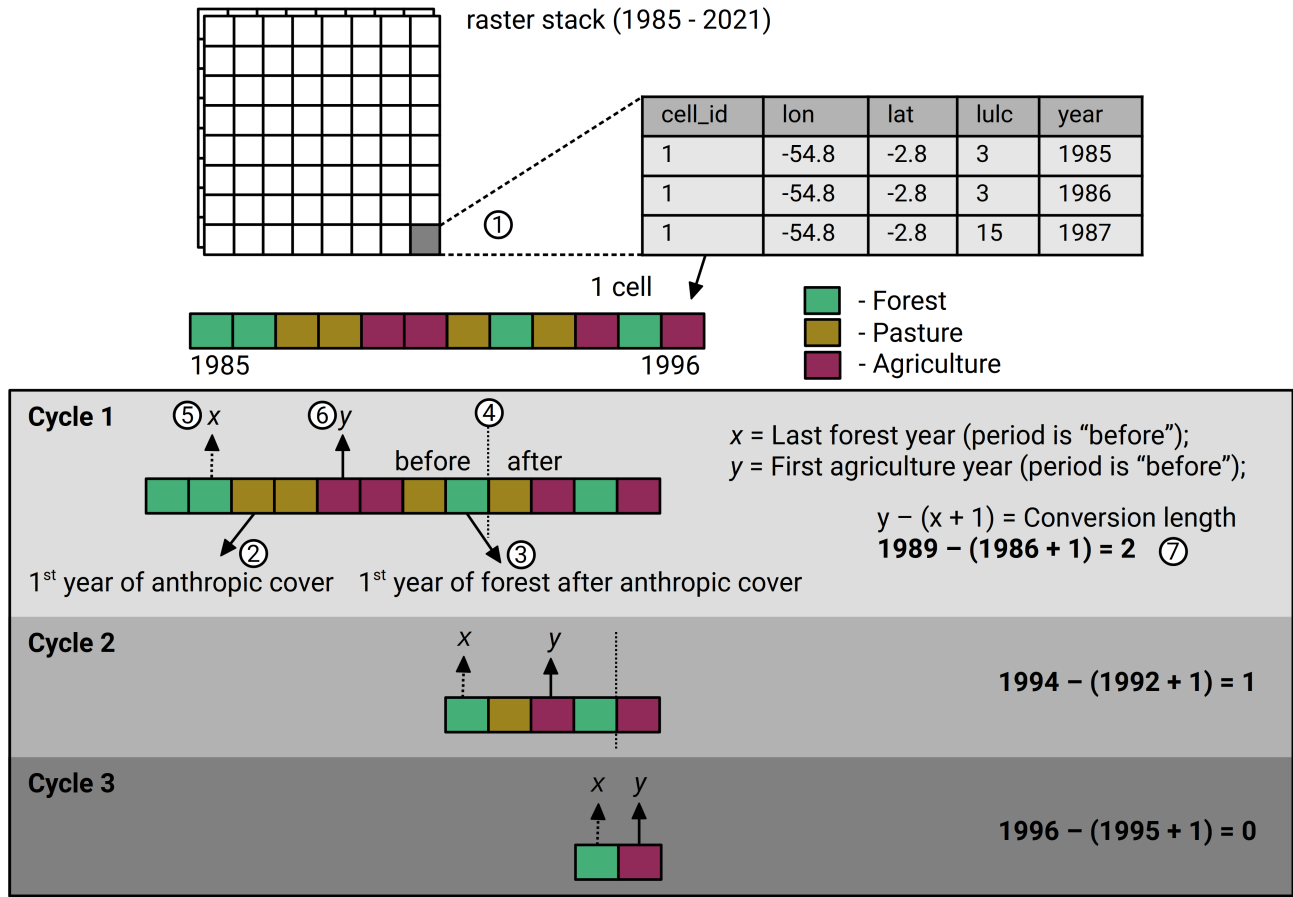 raster stack (1985 - 2021)
cell_id lon lat lulc year
1 -54.8 -2.8 3 1985
1 -54.8 -2.8 3 1986
1 -54.8 -2.8 15 1987
①
1 cell
1985 1996
- Forest
- Pasture
- Agriculture
Cycle 1
⑤ x ⑥ y ④
before after
x = Last forest year (period is “before”);
y = First agriculture year (period is “before”);
y – (x + 1) = Conversion length
1989 – (1986 + 1) = 2 ⑦
② ③
1st year of anthropic cover 1st year of forest after anthropic cover
Cycle 2
x y
1994 – (1992 + 1) = 1
Cycle 3
x y
1996 – (1995 + 1) = 0